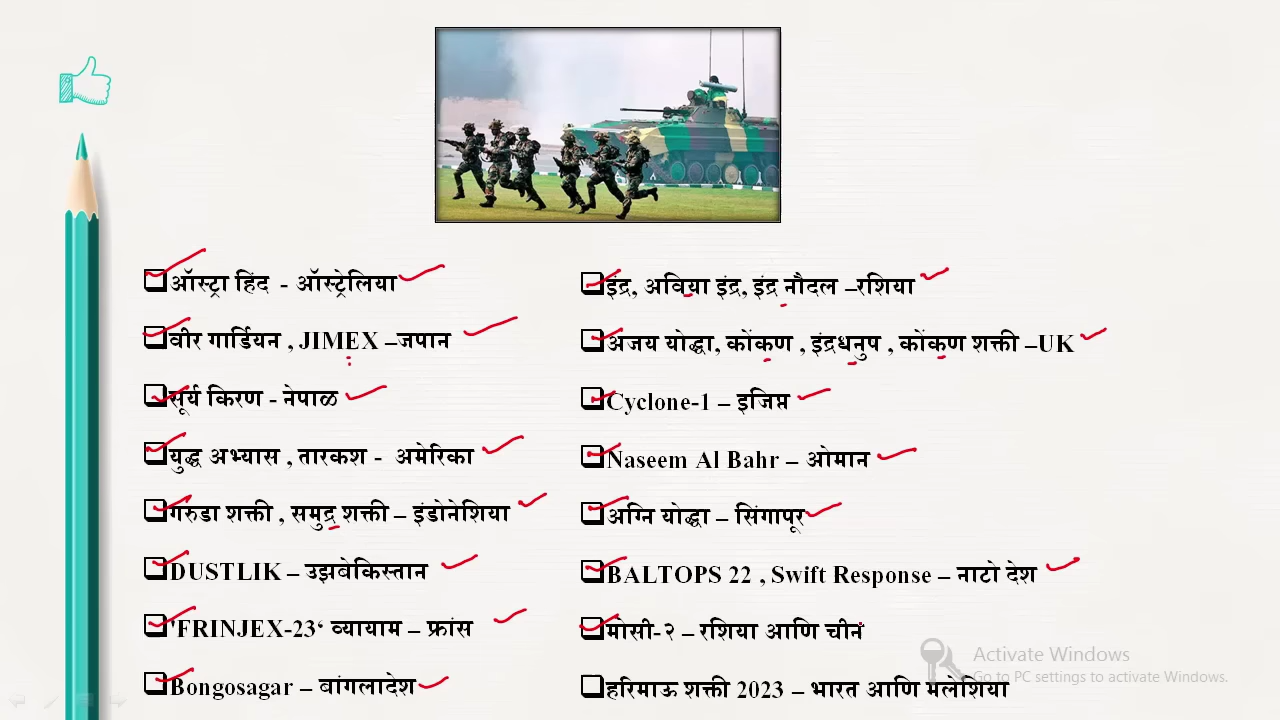 ऑस्ट्रा हिंद - ऑस्ट्रेलिया
वीर गार्डियन , JIMEX –जपान
सूर्य किरण - नेपाळ
युद्ध अभ्यास , तारकश - अमेरिका
गरुडा शक्ती , समुद्र शक्ती – इंडोनेशिया
DUSTLIK – उझबेकिस्तान
'FRINJEX-23‘ व्यायाम – फ्रांस
Bongosagar – बांगलादेश
इंद्र, अविया इंद्र, इंद्र नौदल –रशिया
अजय योद्धा, कोंकण , इंद्रधनुष , कोंकण शक्ती –UK
Cyclone-1 – इजिप्त
Naseem Al Bahr – ओमान
अग्नि योद्धा – सिंगापूर
BALTOPS 22 , Swift Response – नाटो देश
मोसी-२ – रशिया आणि चीन
हरिमाऊ शक्ती 2023 – भारत आणि मलेशिया
Activate Windows
Go to PC settings to activate Windows.